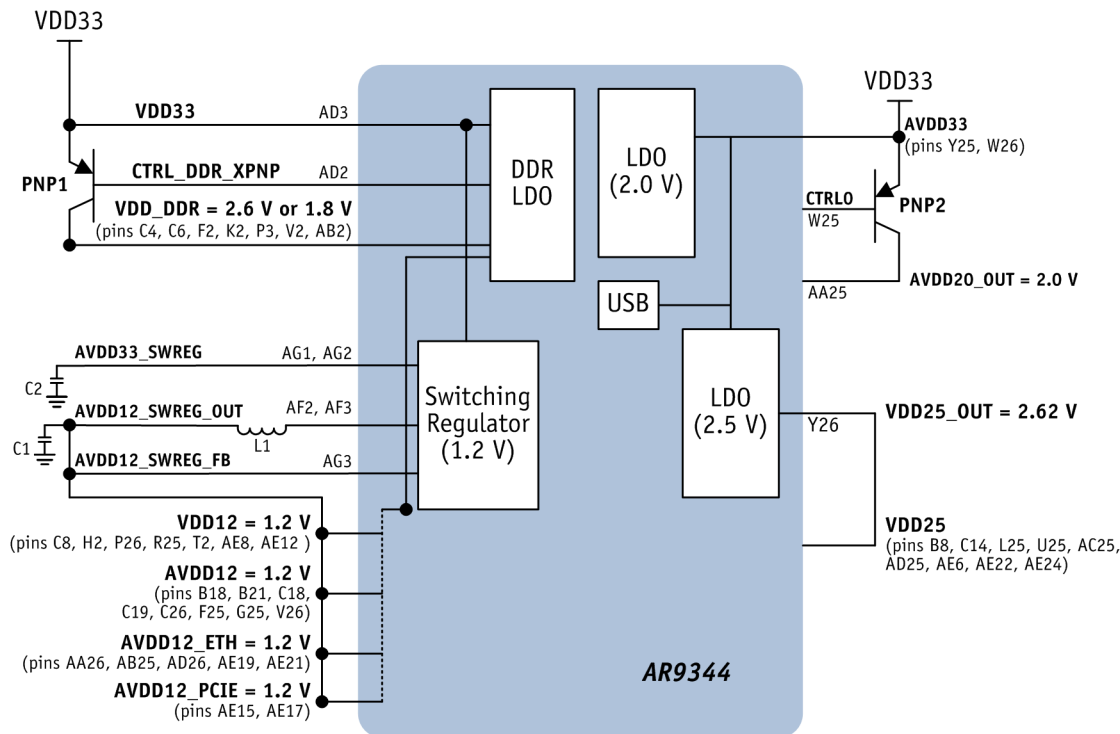 VDD33
VDD33 AD3
PNP1
CTRL_DDR_XPNP AD2
VDD_DDR = 2.6 V or 1.8 V
(pins C4, C6, F2, K2, P3, V2, AB2)
DDR
LDO
LDO
(2.0 V)
VDD33
AVDD33
(pins Y25, W26)
CTRL0
W25
PNP2
AA25
AVDD20_OUT = 2.0 V
USB
AVDD33_SWREG AG1, AG2
C2
AVDD12_SWREG_OUT AF2, AF3
C1
L1
AVDD12_SWREG_FB AG3
Switching
Regulator
(1.2 V)
LDO
(2.5 V)
Y26
VDD25_OUT = 2.62 V
VDD25
(pins B8, C14, L25, U25, AC25,
AD25, AE6, AE22, AE24)
VDD12 = 1.2 V
(pins C8, H2, P26, R25, T2, AE8, AE12 )
AVDD12 = 1.2 V
(pins B18, B21, C18,
C19, C26, F25, G25, V26)
AVDD12_ETH = 1.2 V
(pins AA26, AB25, AD26, AE19, AE21)
AVDD12_PCIE = 1.2 V
(pins AE15, AE17)
AR9344